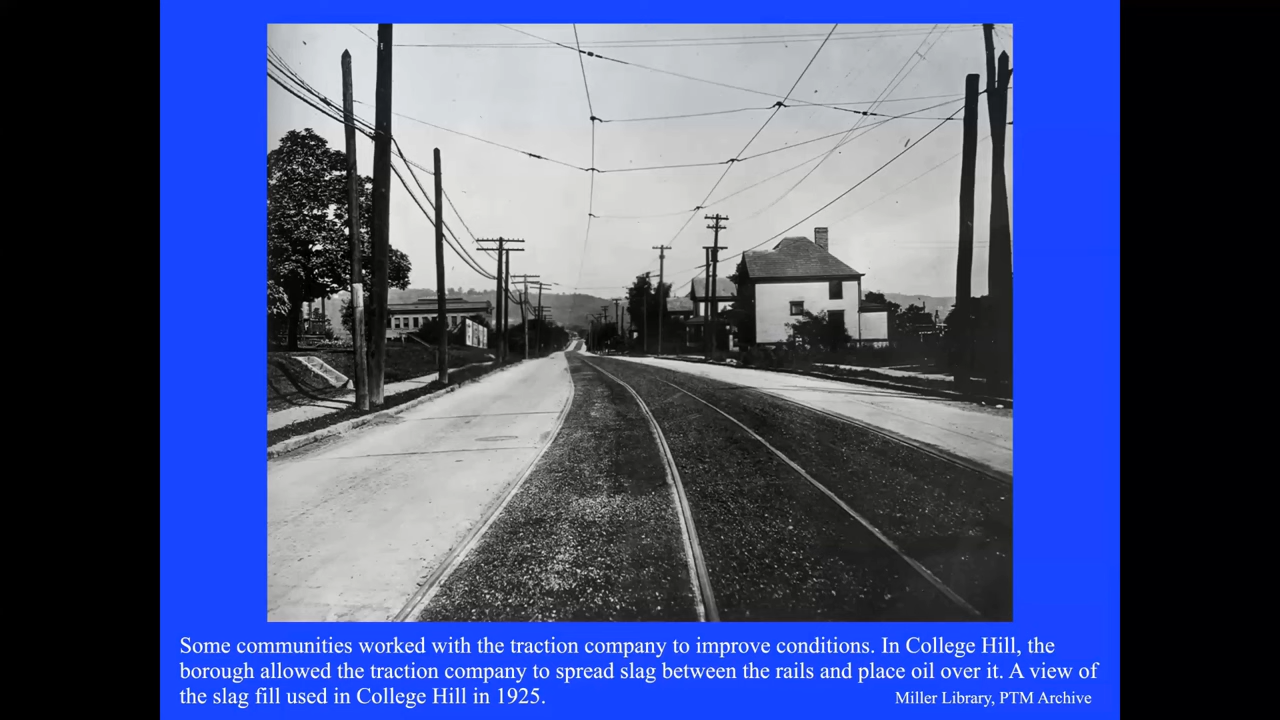 Some communities worked with the traction company to improve conditions. In College Hill, the
borough allowed the traction company to spread slag between the rails and place oil over it. A view of
the slag fill used in College Hill in 1925.
Miller Library, PTM Archive